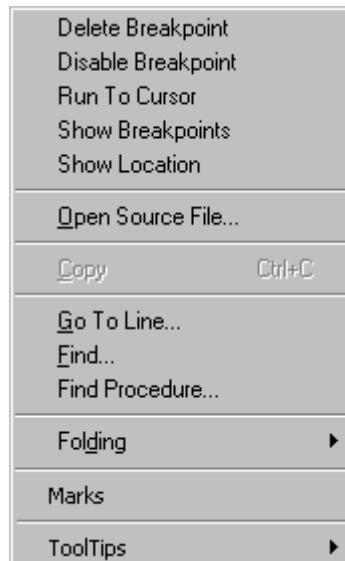 Delete Breakpoint
Disable Breakpoint
Run To Cursor
Show Breakpoints
Show Location
Open Source File...
Copy Ctrl+C
Go To Line...
Find...
Find Procedure...
Folding
Marks
ToolTips